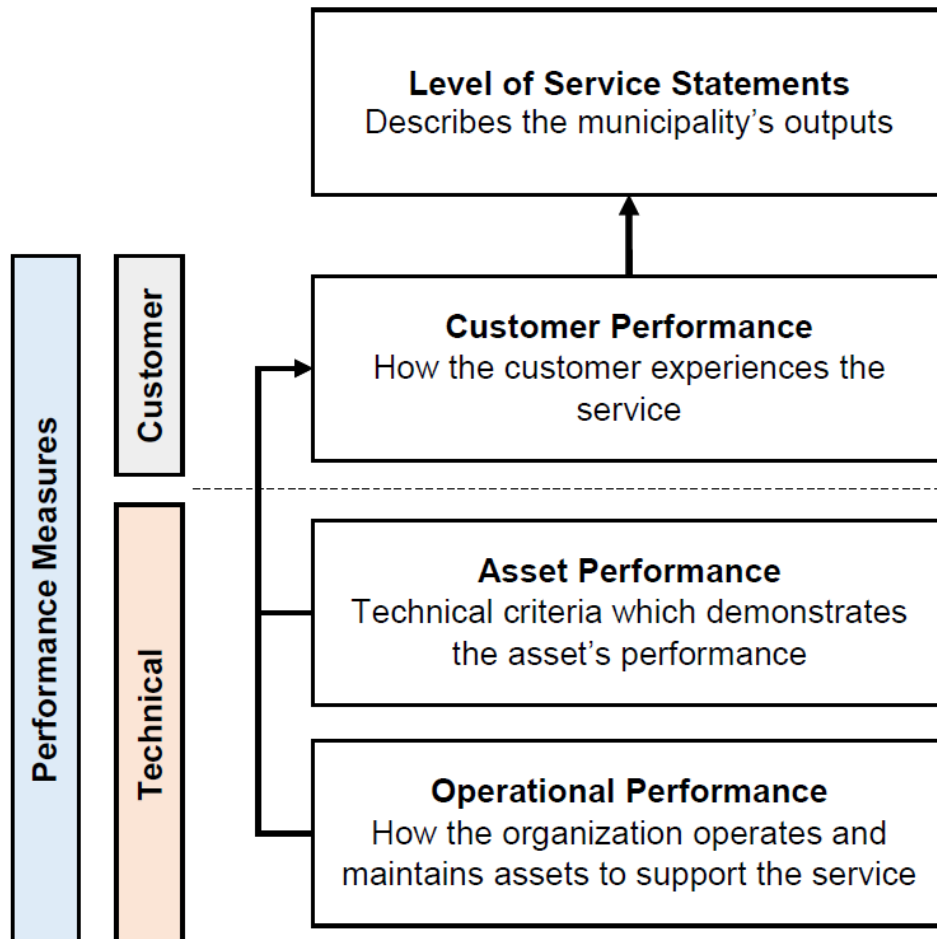 Level of Service Statements
Describes the municipality's outputs
Performance Measures
Customer
Customer Performance
How the customer experiences the
service
Technical
Asset Performance
Technical criteria which demonstrates
the asset's performance
Operational Performance
How the organization operates and
maintains assets to support the service